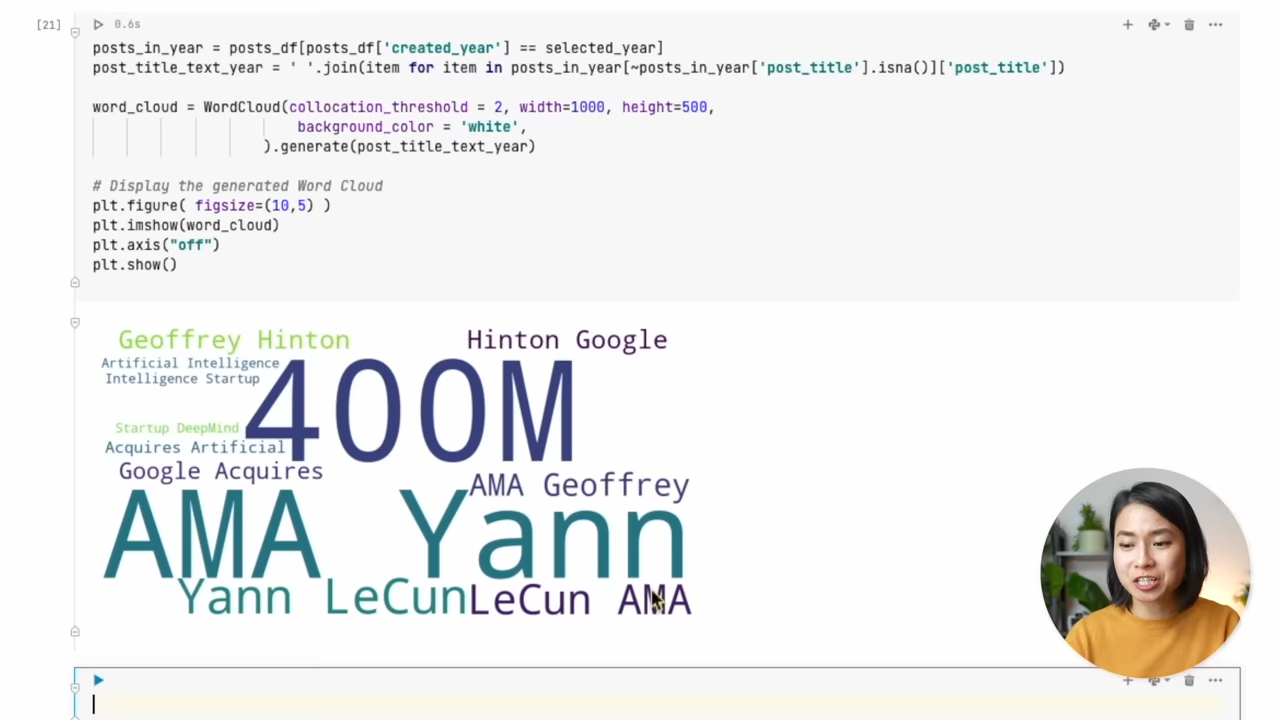 [21]
0.6s
posts_in_year = posts_df[posts_df['created_year'] == selected_year]
post_title_text_year = ' '.join(item for item in posts_in_year[~posts_in_year['post_title'].isna()]['post_title'])
word_cloud = WordCloud(collocation_threshold = 2, width=1000, height=500,
background_color = 'white',
).generate(post_title_text_year)
# Display the generated Word Cloud
plt.figure( figsize=(10,5) )
plt.imshow(word_cloud)
plt.axis("off")
plt.show()
Geoffrey Hinton
Hinton Google
Artificial Intelligence
Intelligence Startup
400M
Startup DeepMind
Acquires Artificial
Google Acquires
AMA Geoffrey
AMA Yann
Yann LeCun
LeCun AMA